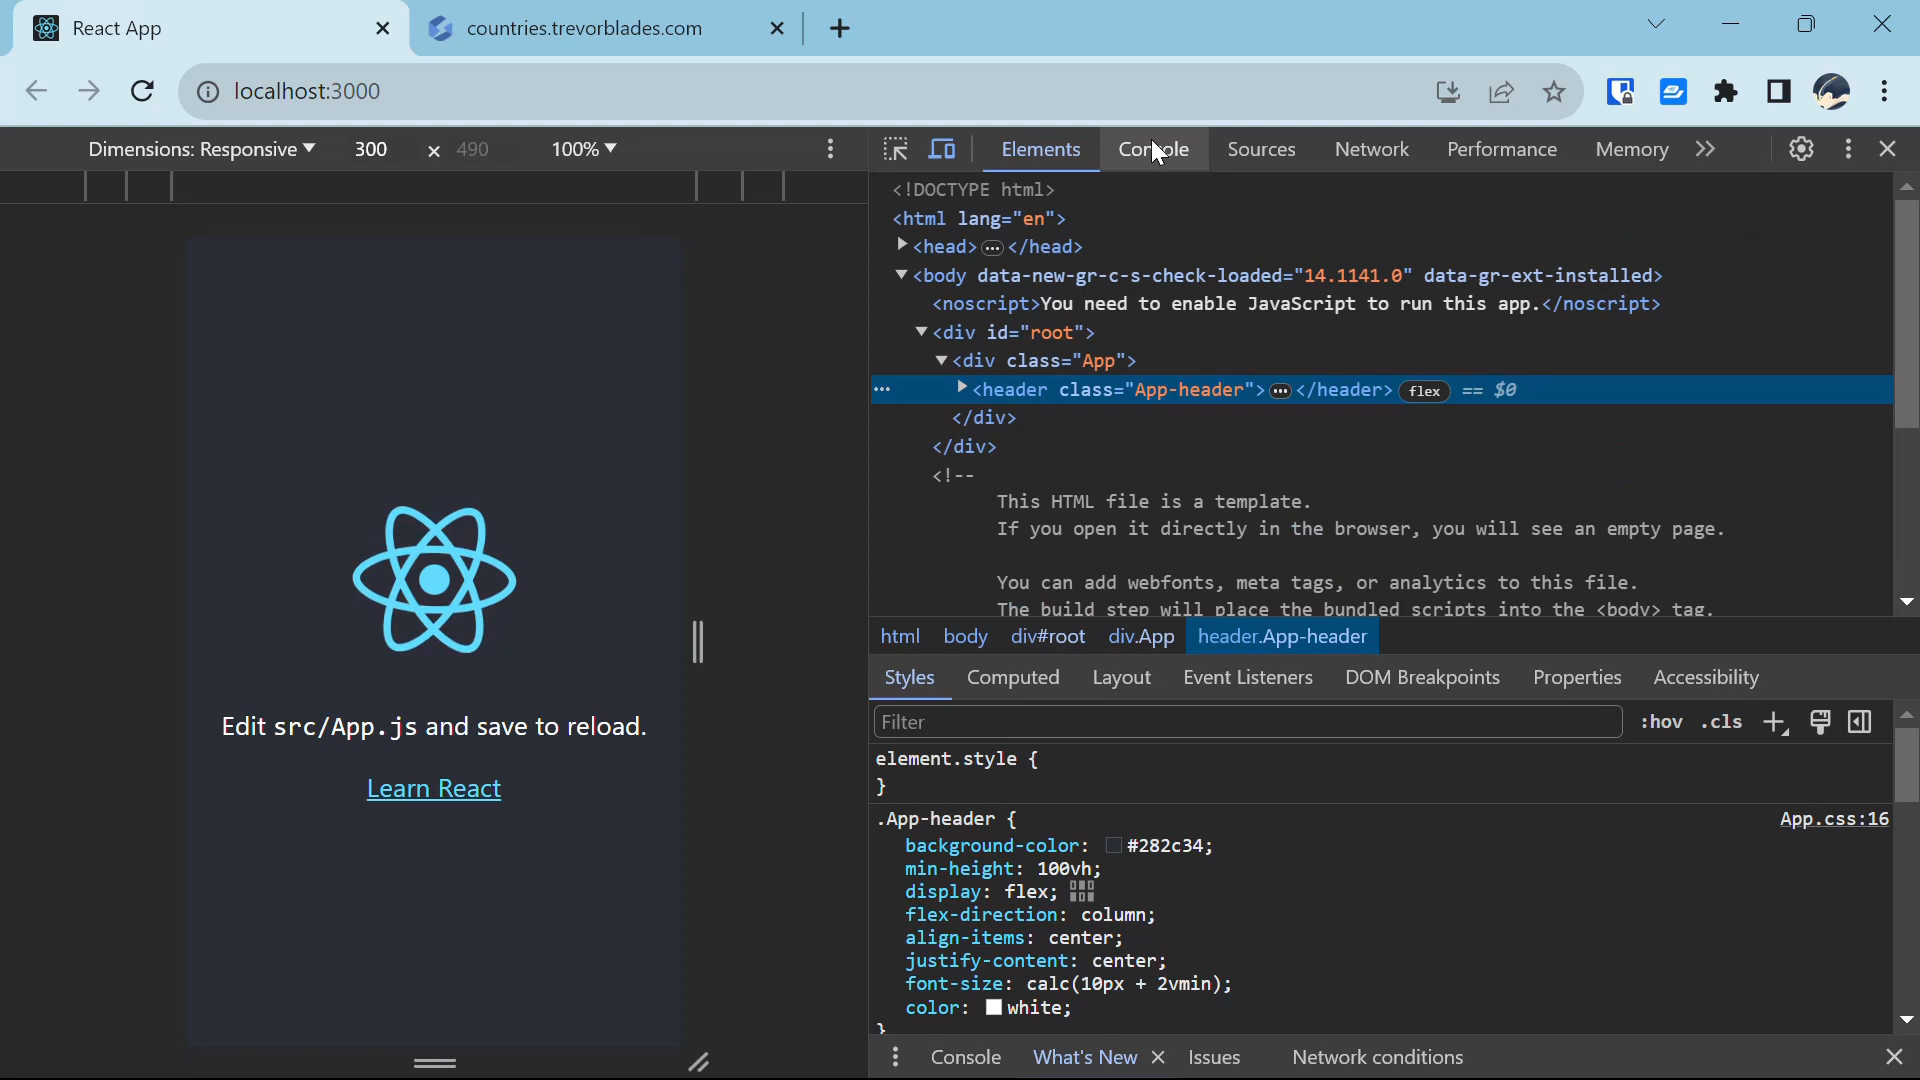 React App
countries.trevorblades.com
localhost:3000
Dimensions: Responsive 300 × 490 100%
Elements Console Sources Network Performance Memory
<!DOCTYPE html>
<html lang="en">
<head> … </head>
<body data-new-gr-c-s-check-loaded="14.1141.0" data-gr-ext-installed>
<noscript>You need to enable JavaScript to run this app.</noscript>
<div id="root">
<div class="App">
<header class="App-header"> … </header> flex == $0
</div>
</div>
<!--
This HTML file is a template.
If you open it directly in the browser, you will see an empty page.
You can add webfonts, meta tags, or analytics to this file.
The build step will place the bundled scripts into the <body> tag.
html body div#root div.App header.App-header
Styles Computed Layout Event Listeners DOM Breakpoints Properties Accessibility
Filter :hov .cls
element.style {
}
.App-header { App.css:16
background-color: #282c34;
min-height: 100vh;
display: flex;
flex-direction: column;
align-items: center;
justify-content: center;
font-size: calc(10px + 2vmin);
color: white;
}
Console What's New Issues Network conditions
Edit src/App.js and save to reload.
Learn React